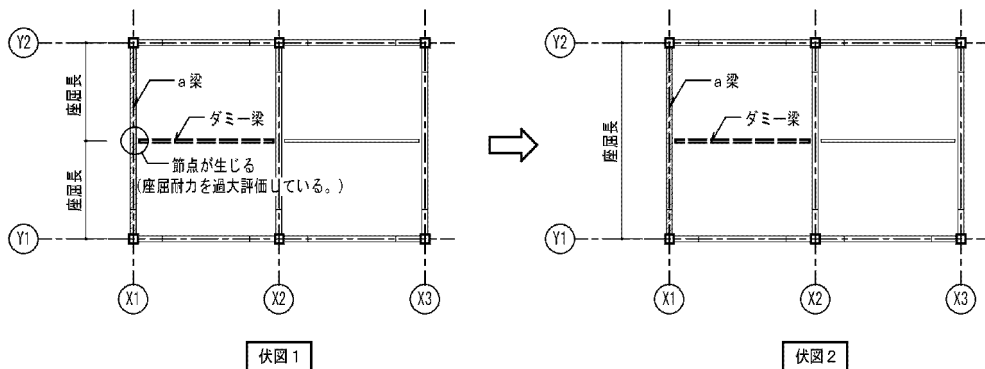 Y2
座屈長
a 梁
ダミー梁
節点が生じる
(座屈耐力を過大評価している。)
座屈長
Y1
X1
X2
X3
伏図1
Y2
a 梁
ダミー梁
座屈長
Y1
X1
X2
X3
伏図2